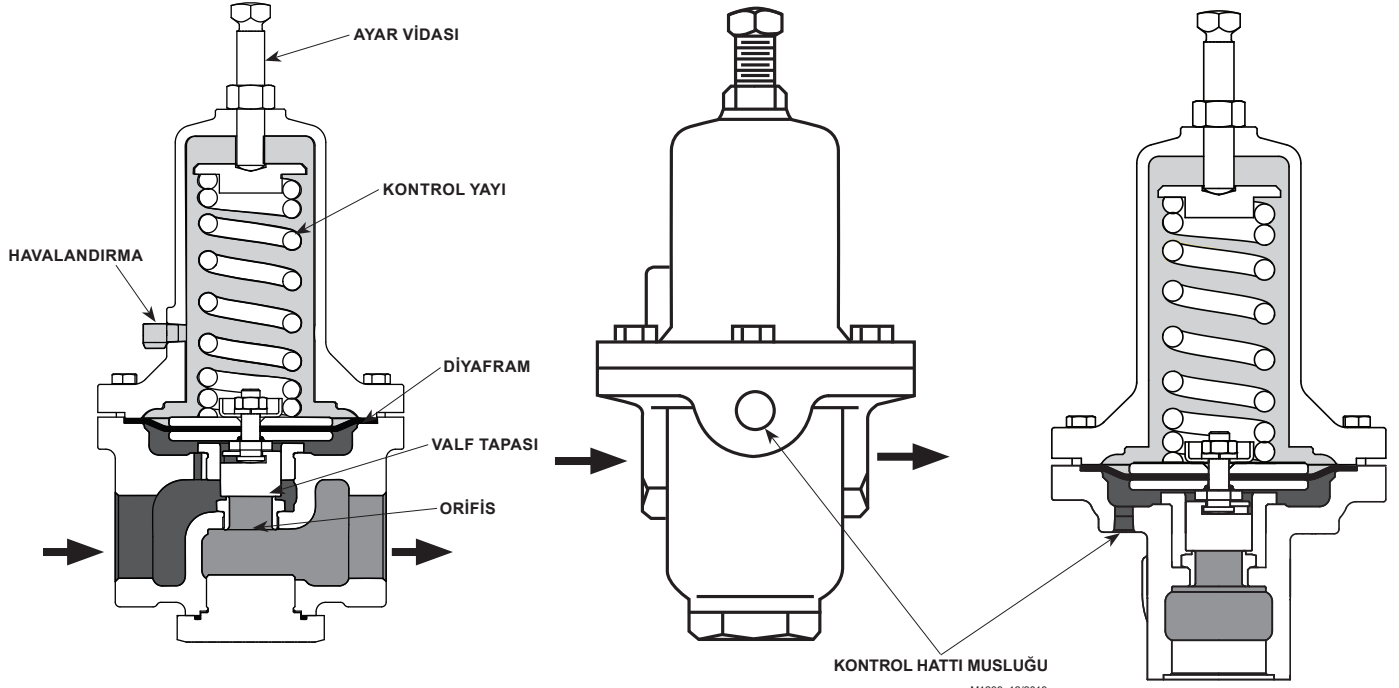 AYAR VİDASI
KONTROL YAYI
HAVALANDIRMA
DİYAFRAM
VALF TAPASI
ORİFİS
KONTROL HATTI MUSLUĞU